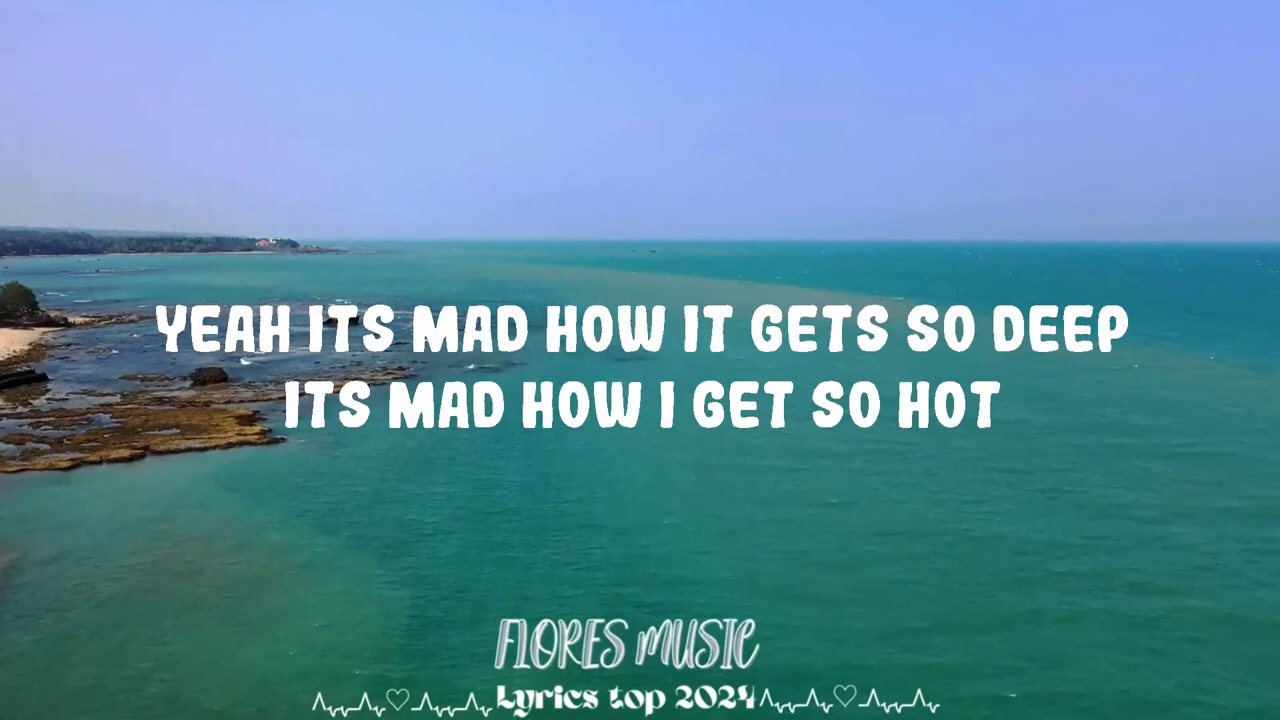 YEAH ITS MAD HOW IT GETS SO DEEP
ITS MAD HOW I GET SO HOT
FLORES MUSIC
Lyrics top 2024